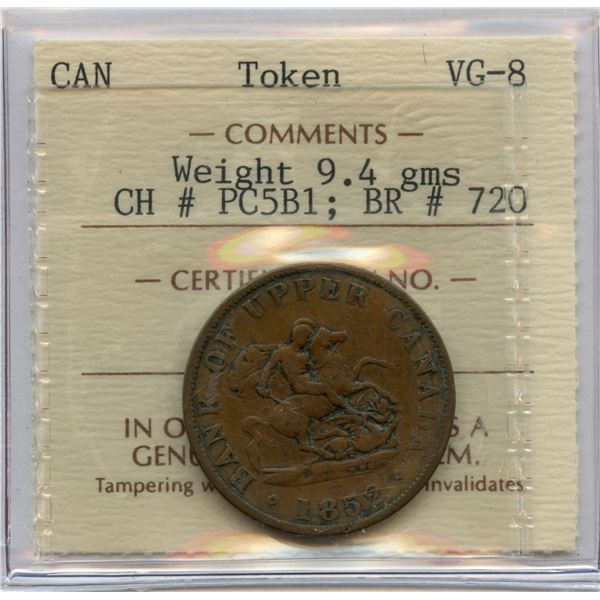 CAN Token VG-8
— COMMENTS —
Weight 9.4 gms
CH # PC5B1; BR # 720
— CERTIF NO. —
BANK OF UPPER CANADA
1852
IN O S A
GENU EM.
Tampering w invalidates